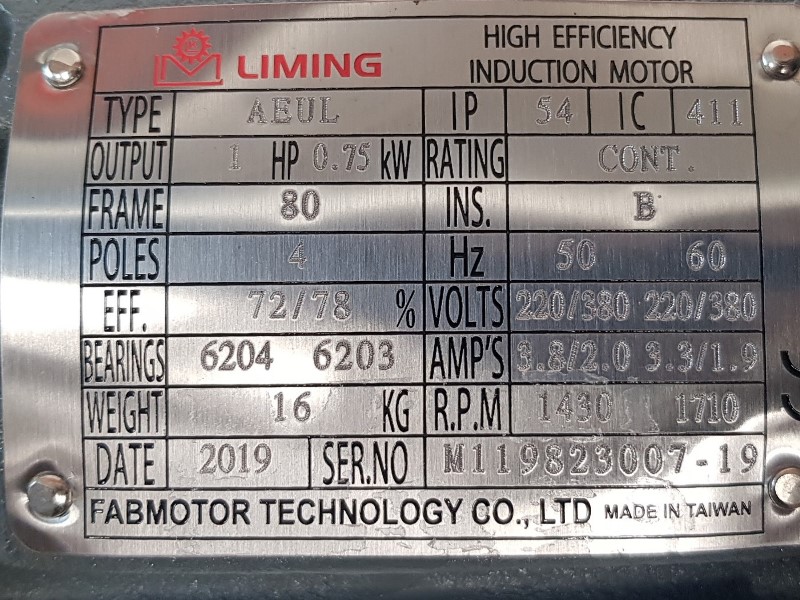 LIMING
HIGH EFFICIENCY
INDUCTION MOTOR
TYPE AEUL IP 54 IC 411
OUTPUT 1 HP 0.75 kW RATING CONT.
FRAME 80 INS. B
POLES 4 Hz 50 60
EFF. 72/78 % VOLTS 220/380 220/380
BEARINGS 6204 6203 AMP'S 3.8/2.0 3.3/1.9
WEIGHT 16 KG R.P.M 1430 1710
DATE 2019 SER.NO M119823007-19
FABMOTOR TECHNOLOGY CO., LTD MADE IN TAIWAN